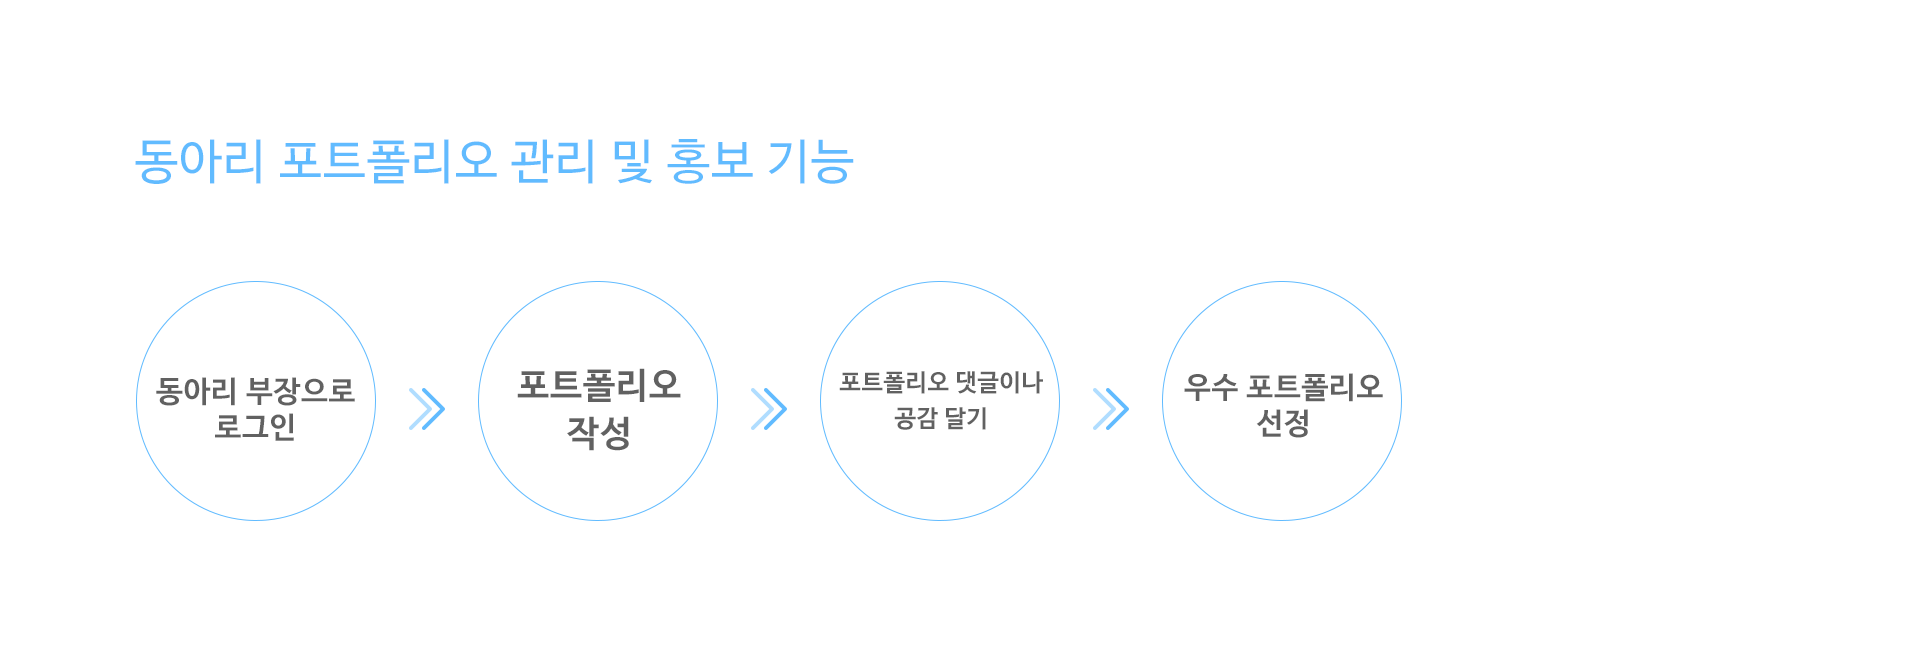 동아리 포트폴리오 관리 및 홍보 기능
동아리 부장으로
로그인
포트폴리오
작성
포트폴리오 댓글이나
공감 달기
우수 포트폴리오
선정